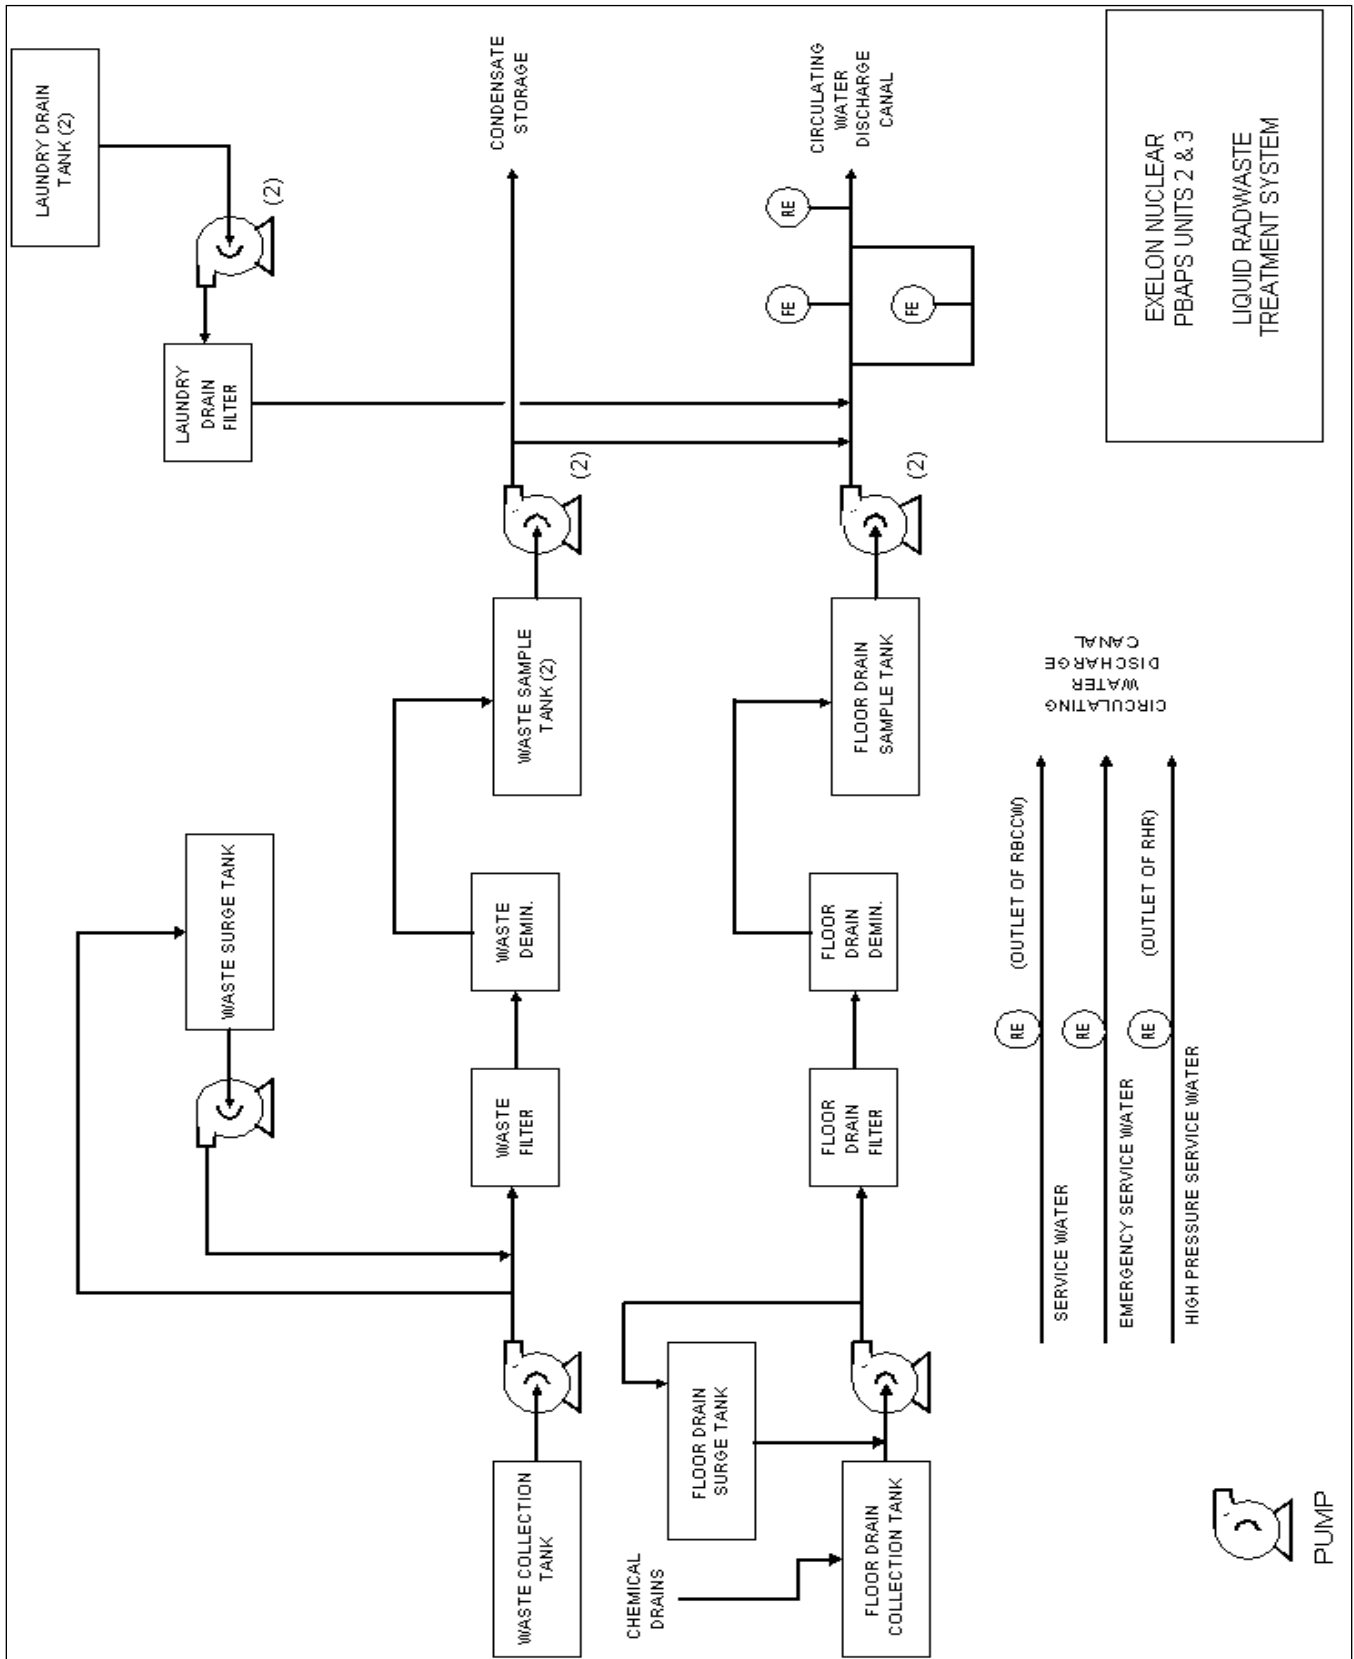 LAUNDRY DRAIN
TANK (2)
(2)
LAUNDRY
DRAIN
FILTER
WASTE SURGE TANK
CONDENSATE
STORAGE
(2)
WASTE SAMPLE
TANK (2)
WASTE
DEMIN.
WASTE
FILTER
WASTE COLLECTION
TANK
CIRCULATING
WATER
DISCHARGE
CANAL
RE
FE
FE
(2)
FLOOR DRAIN
SAMPLE TANK
FLOOR
DRAIN
DEMIN.
FLOOR
DRAIN
FILTER
FLOOR DRAIN
SURGE TANK
FLOOR DRAIN
COLLECTION TANK
CHEMICAL
DRAINS
SERVICE WATER
RE
(OUTLET OF RBCCW)
EMERGENCY SERVICE WATER
RE
HIGH PRESSURE SERVICE WATER
RE
(OUTLET OF RHR)
CIRCULATING
WATER
DISCHARGE
CANAL
PUMP
EXELON NUCLEAR
PBAPS UNITS 2 & 3
LIQUID RADWASTE
TREATMENT SYSTEM